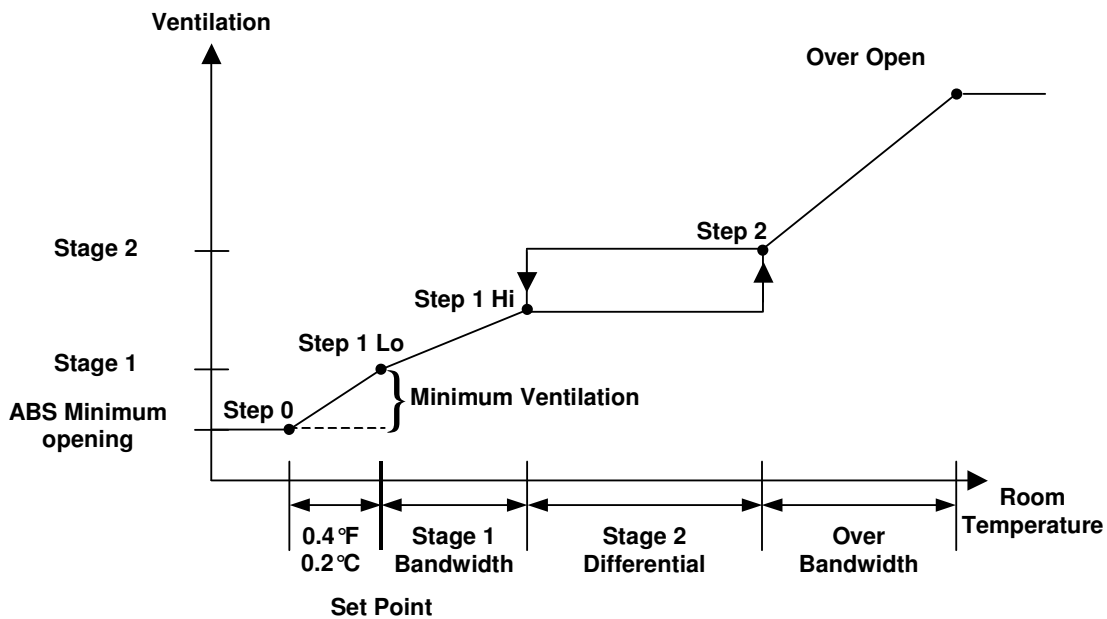 Ventilation
Over Open
Stage 2
Step 2
Step 1 Hi
Step 1 Lo
Stage 1
Minimum Ventilation
ABS Minimum
opening
Step 0
Room
Temperature
0.4°F
0.2°C
Stage 1
Bandwidth
Stage 2
Differential
Over
Bandwidth
Set Point